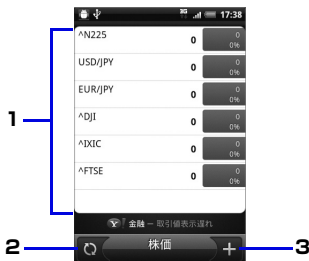 3G 17:38
1
^N225 0 0 0%
USD/JPY 0 0 0%
EUR/JPY 0 0 0%
^DJI 0 0 0%
^IXIC 0 0 0%
^FTSE 0 0 0%
Y! 金融 – 取引値表示遅れ
2 株価 3